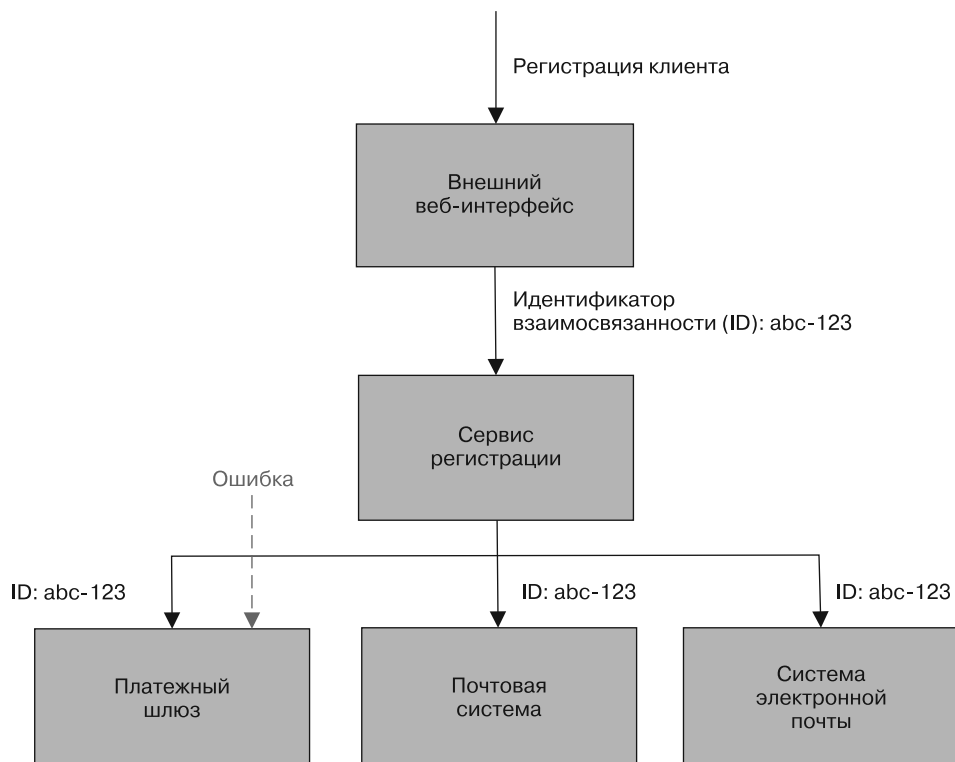 Регистрация клиента
Внешний
веб-интерфейс
Идентификатор
взаимосвязанности (ID): abc-123
Сервис
регистрации
Ошибка
ID: abc-123
ID: abc-123
ID: abc-123
Платежный
шлюз
Почтовая
система
Система
электронной
почты